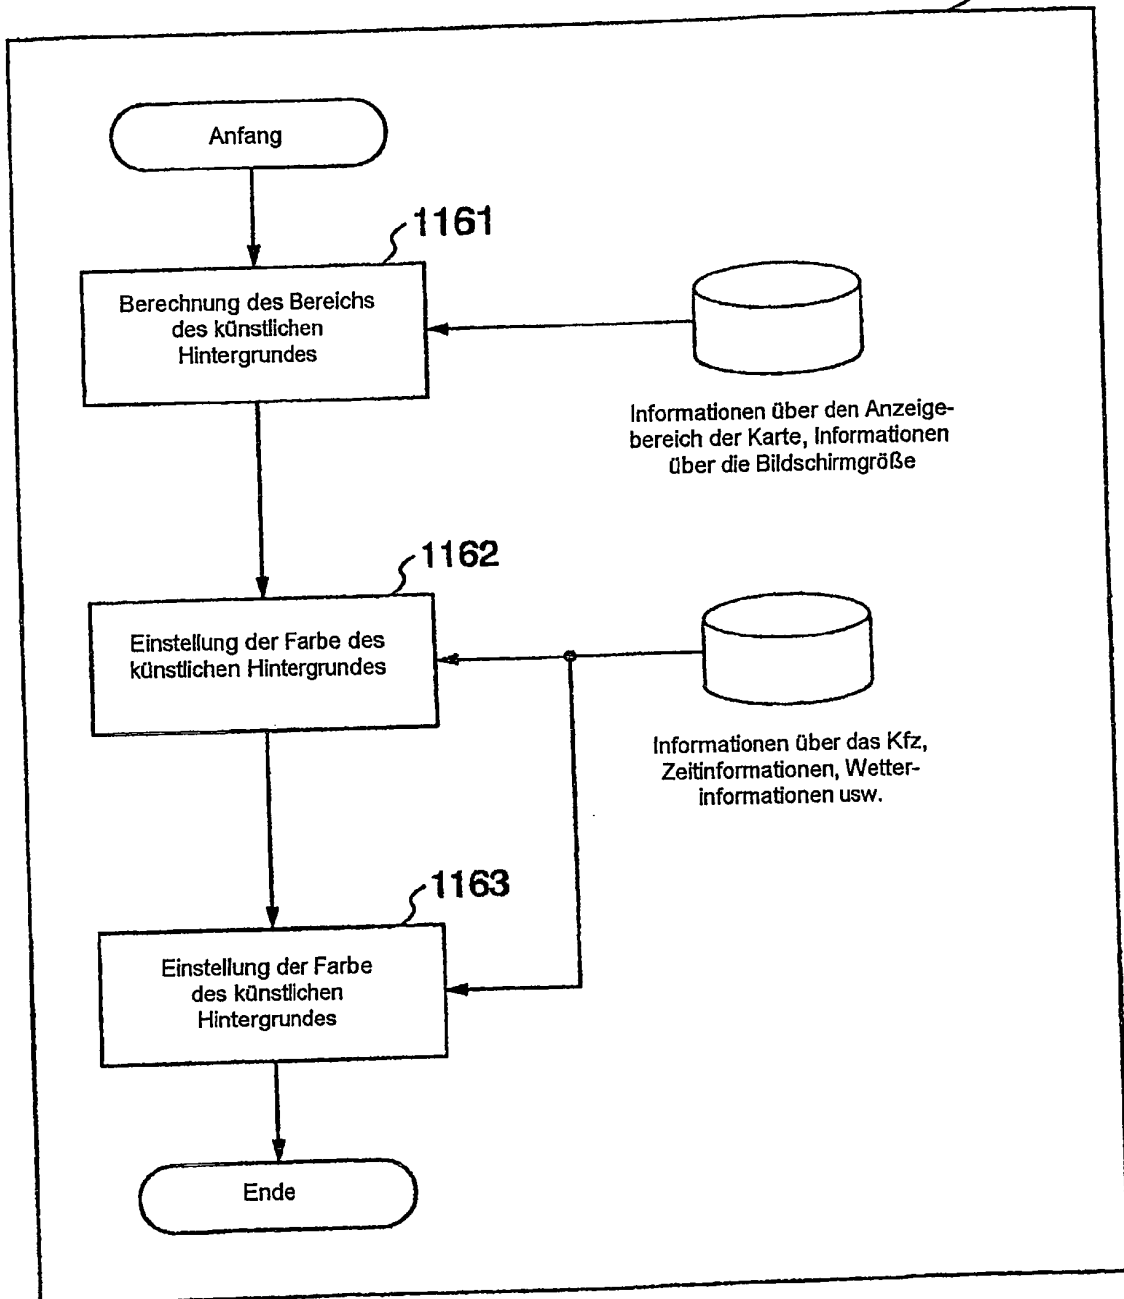 Anfang
1161
Berechnung des Bereichs
des künstlichen
Hintergrundes
Informationen über den Anzeige-
bereich der Karte, Informationen
über die Bildschirmgröße
1162
Einstellung der Farbe des
künstlichen Hintergrundes
Informationen über das Kfz,
Zeitinformationen, Wetter-
informationen usw.
1163
Einstellung der Farbe
des künstlichen
Hintergrundes
Ende